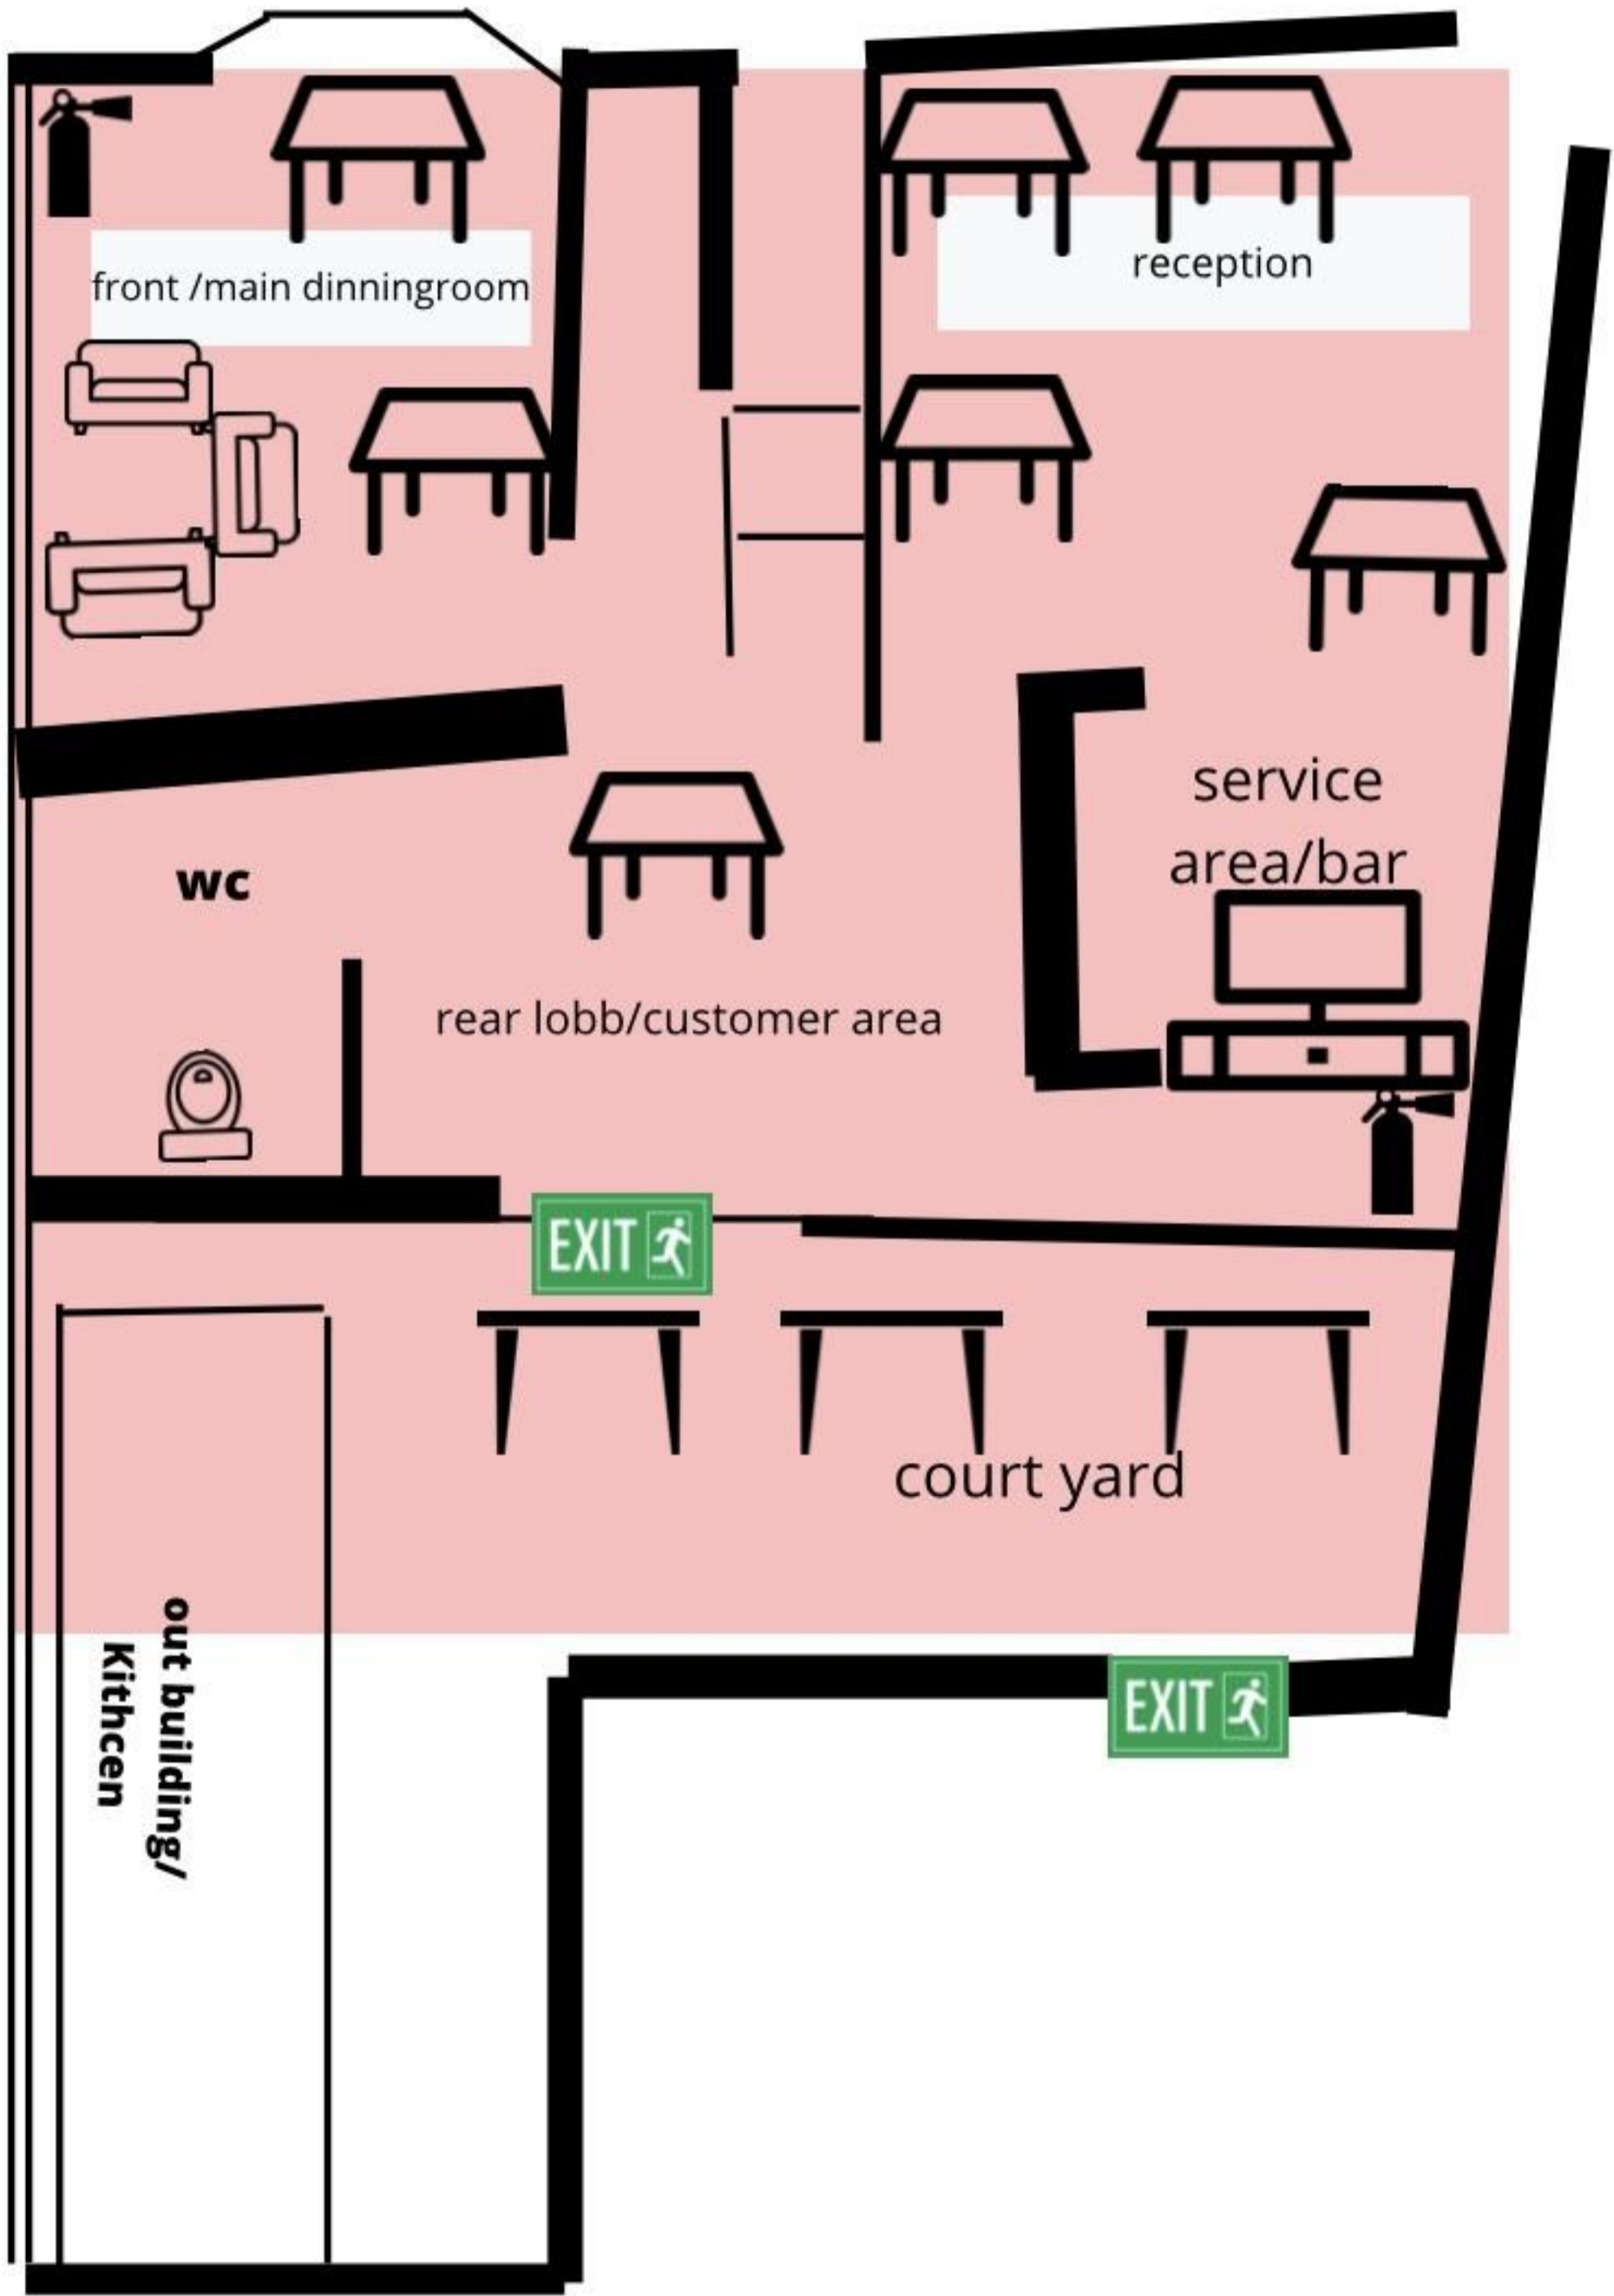 front /main dinningroom
reception
service
area/bar
wc
rear lobb/customer area
EXIT
court yard
out building/
Kithcen
EXIT